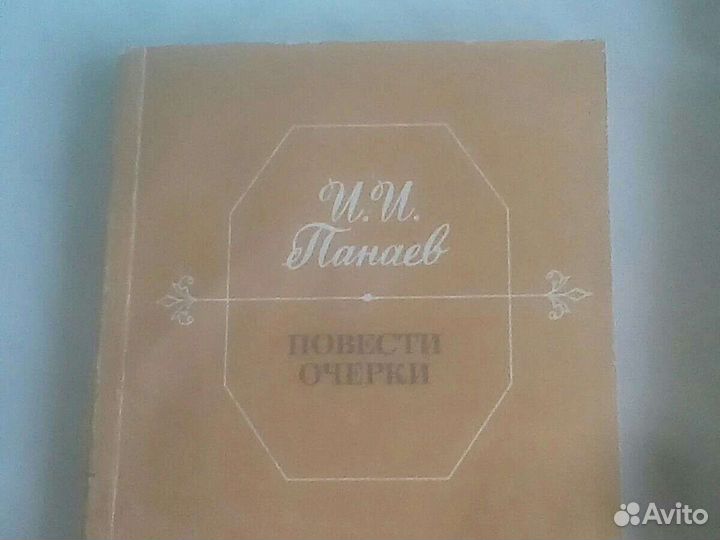 И.И.
Панаев
ПОВЕСТИ
ОЧЕРКИ
Avito